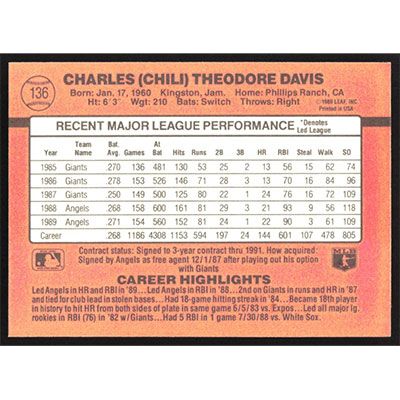 136
CHARLES (CHILI) THEODORE DAVIS
Born: Jan. 17, 1960 Kingston, Jam. Home: Phillips Ranch, CA
Ht: 6'3" Wgt: 210 Bats: Switch Throws: Right
© 1989 LEAF, INC.
Printed in USA
RECENT MAJOR LEAGUE PERFORMANCE *Denotes Led League
Year Team Name Bat. Avg. Games At Bat Hits Runs 2B 3B HR RBI Steal Walk SO
1985 Giants .270 136 481 130 53 25 2 13 56 15 62 74
1986 Giants .278 153 526 146 71 28 3 13 70 16 84 96
1987 Giants .250 149 500 125 80 22 1 24 76 16 72 109
1988 Angels .268 158 600 161 81 29 3 21 93 9 56 118
1989 Angels .271 154 560 144 24 1 22 90 3 61 109
Career .268 1186 4308 1153 594 197 22 144 606 107 478 805
Contract status: Signed to 3-year contract thru 1991. How acquired:
Signed by Angels as free agent 12/1/87 after playing out his option
with Giants
MLB
CAREER HIGHLIGHTS
Led Angels in HR and RBI in '89...Led Angels in RBI in '88...2nd on Giants in runs and HR in '87
and tied for club lead in stolen bases...Had 18-game hitting streak in '84...Became 18th player
in history to hit HR from both sides of plate in same game 6/5/83 vs. Expos...Led all major lg.
rookies in RBI (76) in '82 w/Giants...Had 5 RBI in 1 game 7/30/88 vs. White Sox.